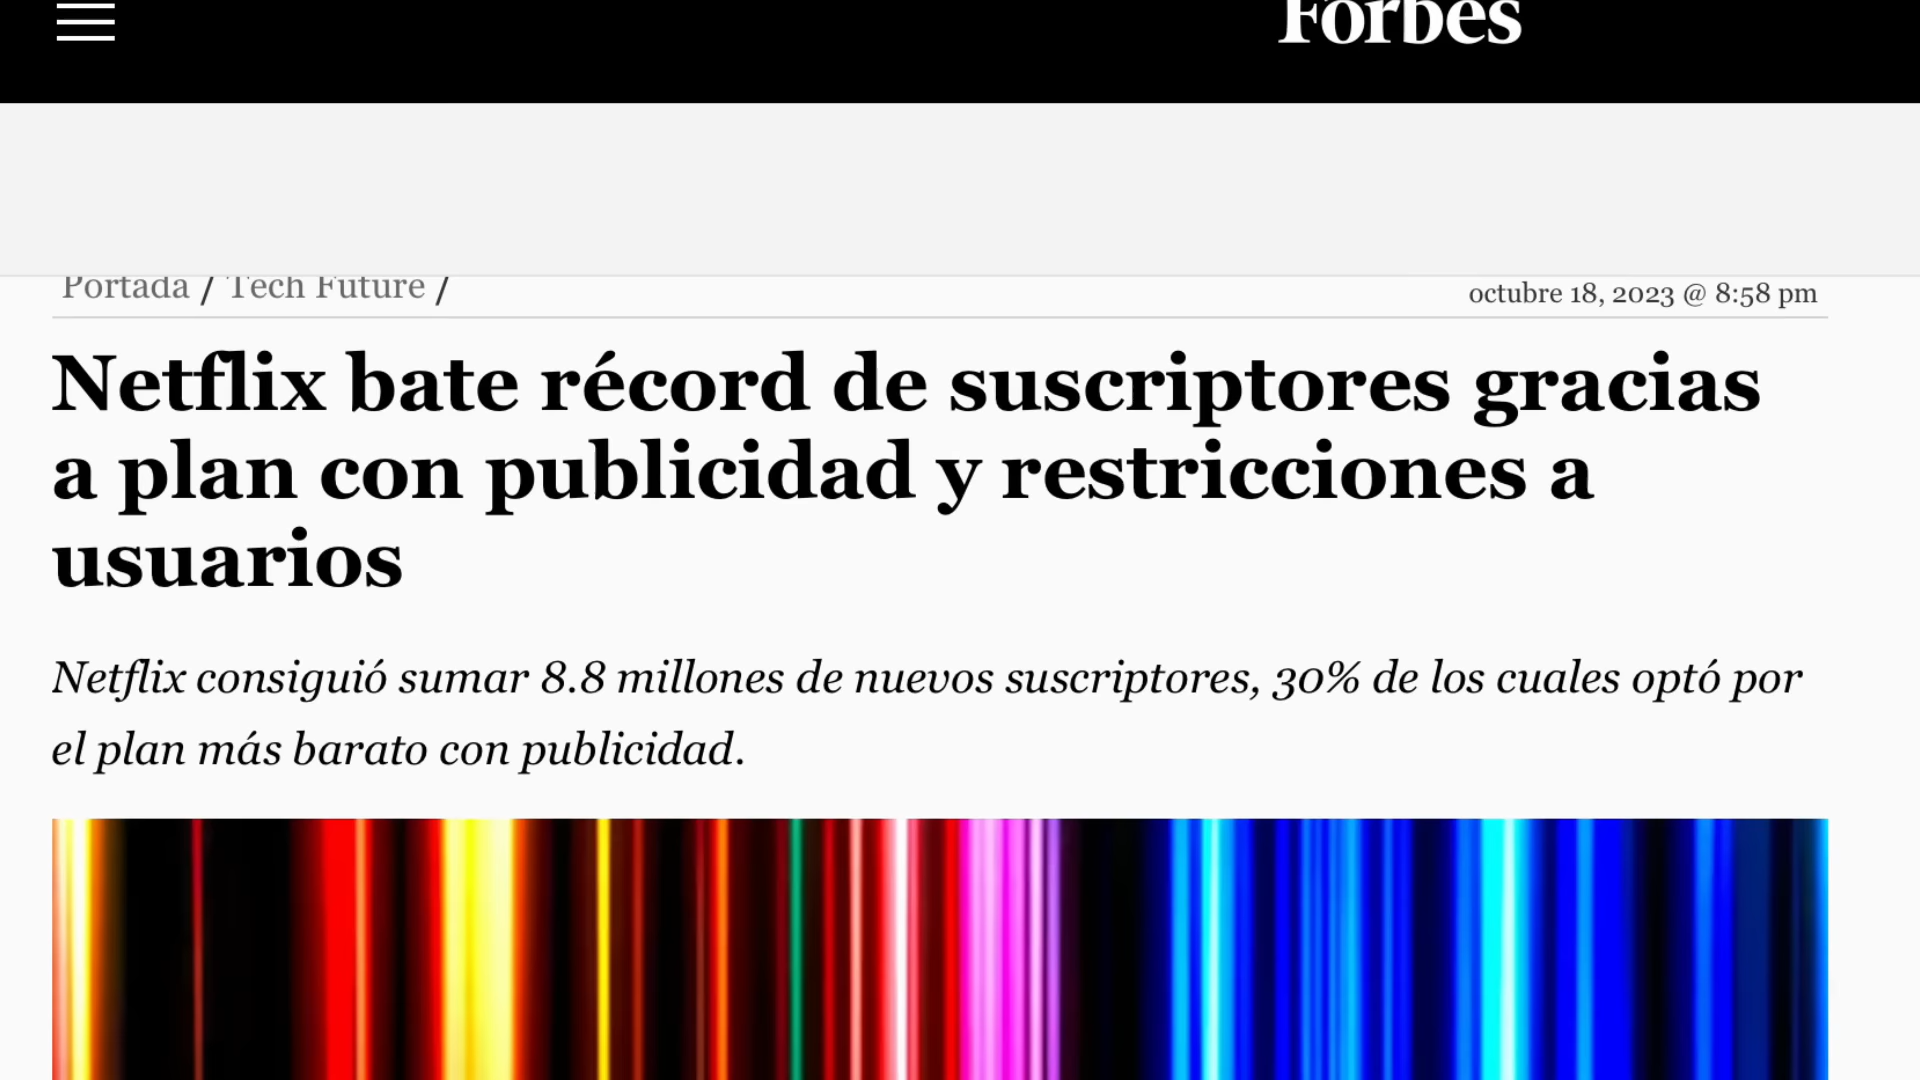 Forbes
Portada / Tech Future /
octubre 18, 2023 @ 8:58 pm
Netflix bate récord de suscriptores gracias
a plan con publicidad y restricciones a
usuarios
Netflix consiguió sumar 8.8 millones de nuevos suscriptores, 30% de los cuales optó por
el plan más barato con publicidad.